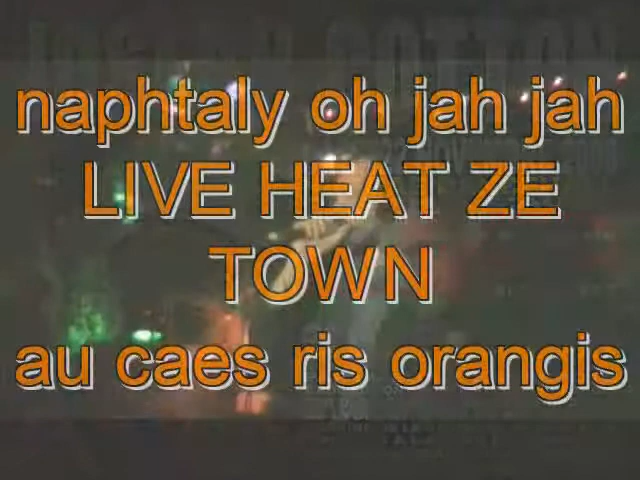 naphtaly oh jah jah
LIVE HEAT ZE
TOWN
au caes ris orangis